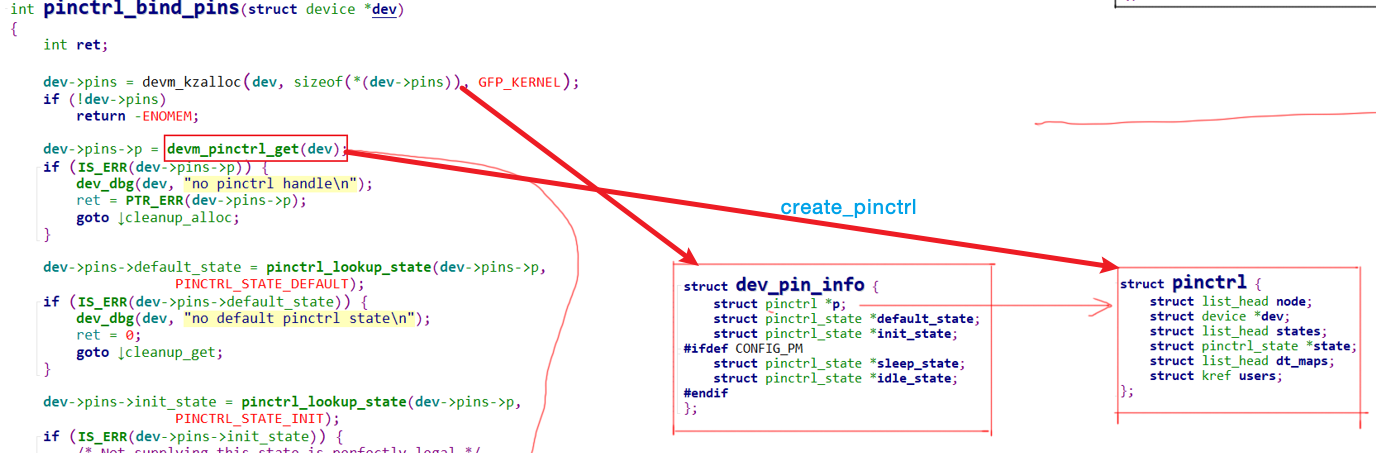 int pinctrl_bind_pins(struct device *dev)
{
int ret;
dev->pins = devm_kzalloc(dev, sizeof(*(dev->pins)), GFP_KERNEL);
if (!dev->pins)
return -ENOMEM;
dev->pins->p = devm_pinctrl_get(dev);
if (IS_ERR(dev->pins->p)) {
dev_dbg(dev, "no pinctrl handle\n");
ret = PTR_ERR(dev->pins->p);
goto ↓cleanup_alloc;
}
dev->pins->default_state = pinctrl_lookup_state(dev->pins->p,
PINCTRL_STATE_DEFAULT);
if (IS_ERR(dev->pins->default_state)) {
dev_dbg(dev, "no default pinctrl state\n");
ret = 0;
goto ↓cleanup_get;
}
dev->pins->init_state = pinctrl_lookup_state(dev->pins->p,
PINCTRL_STATE_INIT);
if (IS_ERR(dev->pins->init_state)) {
/* Not supplying this state is perfectly legal */
create_pinctrl
struct dev_pin_info {
struct pinctrl *p;
struct pinctrl_state *default_state;
struct pinctrl_state *init_state;
#ifdef CONFIG_PM
struct pinctrl_state *sleep_state;
struct pinctrl_state *idle_state;
#endif
};
struct pinctrl {
struct list_head node;
struct device *dev;
struct list_head states;
struct pinctrl_state *state;
struct list_head dt_maps;
struct kref users;
};